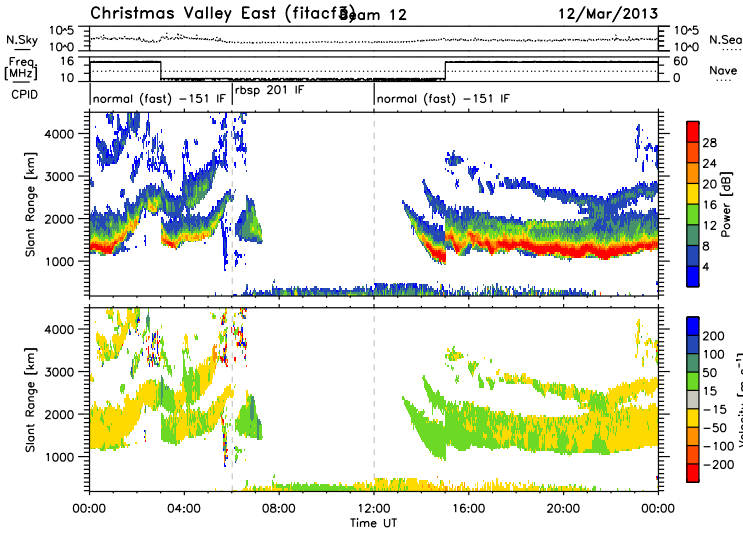 Christmas Valley East (fitacf3) Beam 12 12/Mar/2013
N.Sky 10^5 10^0 10^5 10^0 N.Sea
Freq. [MHz] 16 10 60 0 Nave
CPID normal (fast) -151 IF rbsp 201 IF normal (fast) -151 IF
Slant Range [km] 4000 3000 2000 1000
28 24 20 16 12 8 4 Power [dB]
Slant Range [km] 4000 3000 2000 1000
200 100 50 15 -15 -50 -100 -200 Velocity [m s-1]
00:00 04:00 08:00 12:00 16:00 20:00 00:00
Time UT